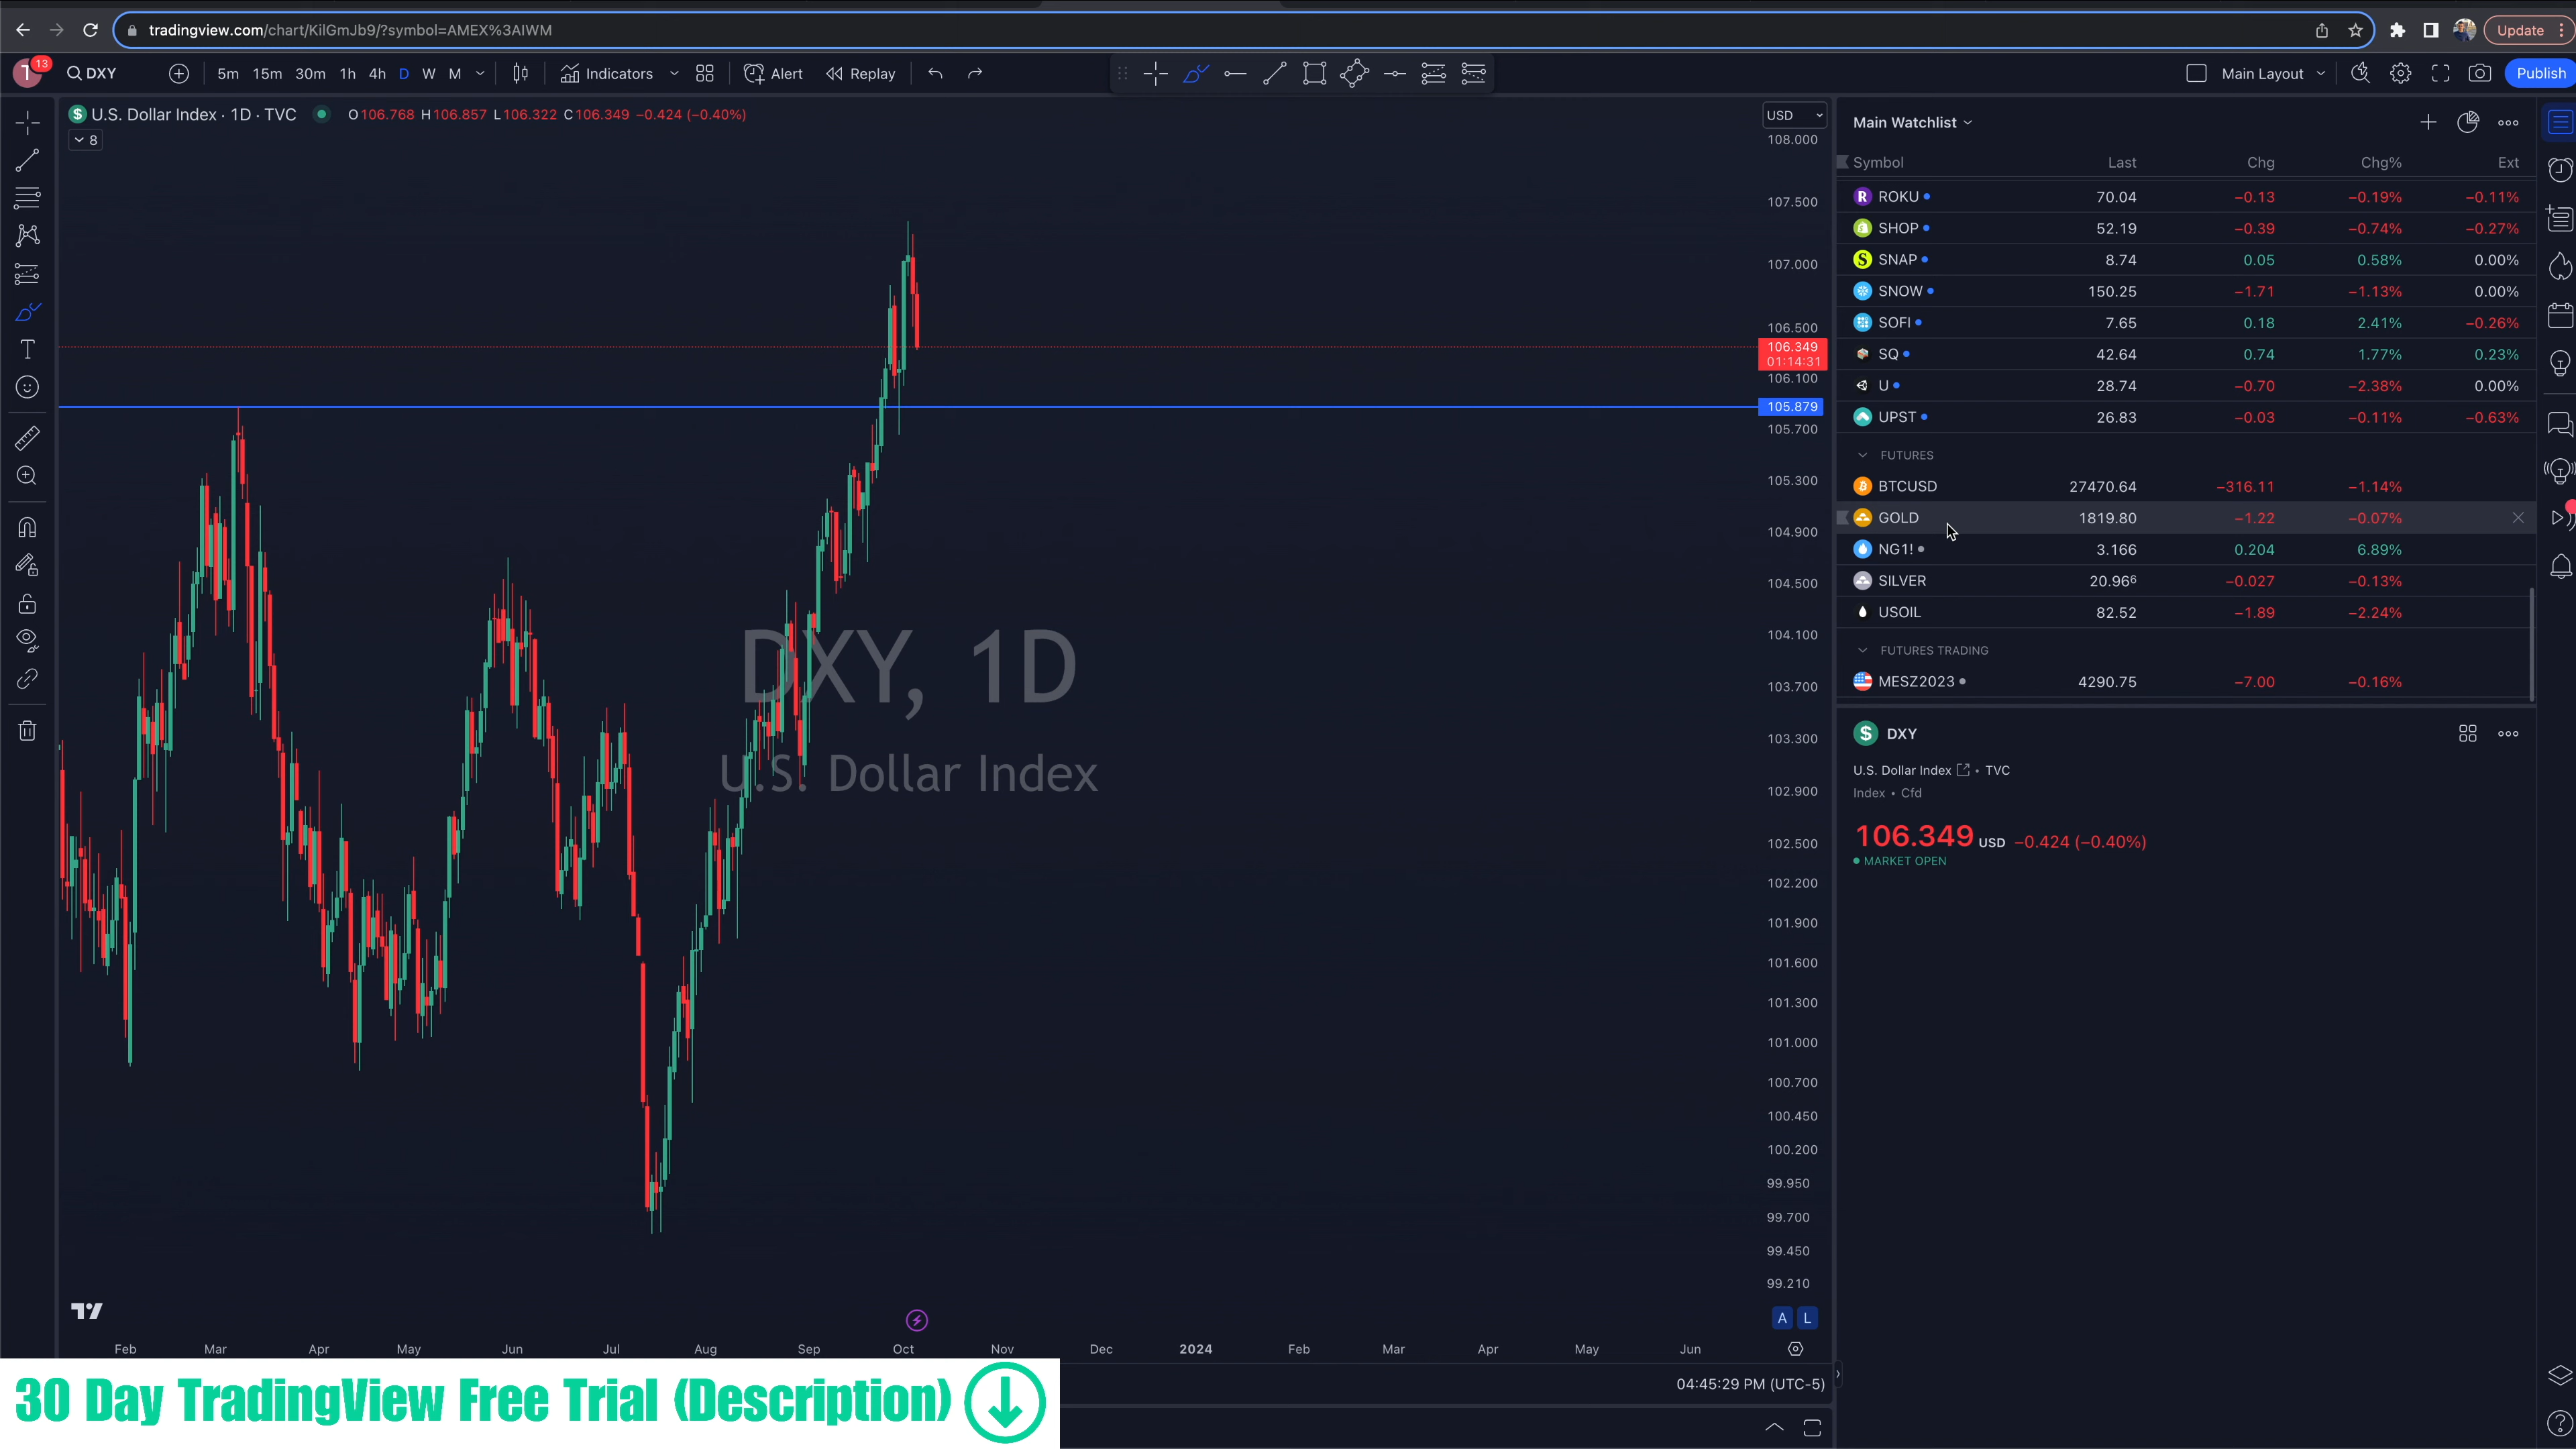 tradingview.com/chart/KilGmJb9/?symbol=AMEX%3AIWM
Update
T 13 DXY 5m 15m 30m 1h 4h D W M Indicators Alert Replay Main Layout Publish
U.S. Dollar Index · 1D · TVC O106.768 H106.857 L106.322 C106.349 −0.424 (−0.40%)
8
USD
108.000
107.500
107.000
106.500
106.349
01:14:31
106.100
105.879
105.700
105.300
104.900
104.500
104.100
103.700
103.300
102.900
102.500
102.200
101.900
101.600
101.300
101.000
100.700
100.450
100.200
99.950
99.700
99.450
99.210
A L
DXY, 1D
U.S. Dollar Index
Feb Mar Apr May Jun Jul Aug Sep Oct Nov Dec 2024 Feb Mar Apr May Jun
04:45:29 PM (UTC-5)
30 Day TradingView Free Trial (Description)
Main Watchlist
Symbol Last Chg Chg% Ext
ROKU 70.04 −0.13 −0.19% −0.11%
SHOP 52.19 −0.39 −0.74% −0.27%
SNAP 8.74 0.05 0.58% 0.00%
SNOW 150.25 −1.71 −1.13% 0.00%
SOFI 7.65 0.18 2.41% −0.26%
SQ 42.64 0.74 1.77% 0.23%
U 28.74 −0.70 −2.38% 0.00%
UPST 26.83 −0.03 −0.11% −0.63%
FUTURES
BTCUSD 27470.64 −316.11 −1.14%
GOLD 1819.80 −1.22 −0.07%
NG1! 3.166 0.204 6.89%
SILVER 20.96⁶ −0.027 −0.13%
USOIL 82.52 −1.89 −2.24%
FUTURES TRADING
MESZ2023 4290.75 −7.00 −0.16%
DXY
U.S. Dollar Index • TVC
Index • Cfd
106.349 USD −0.424 (−0.40%)
MARKET OPEN